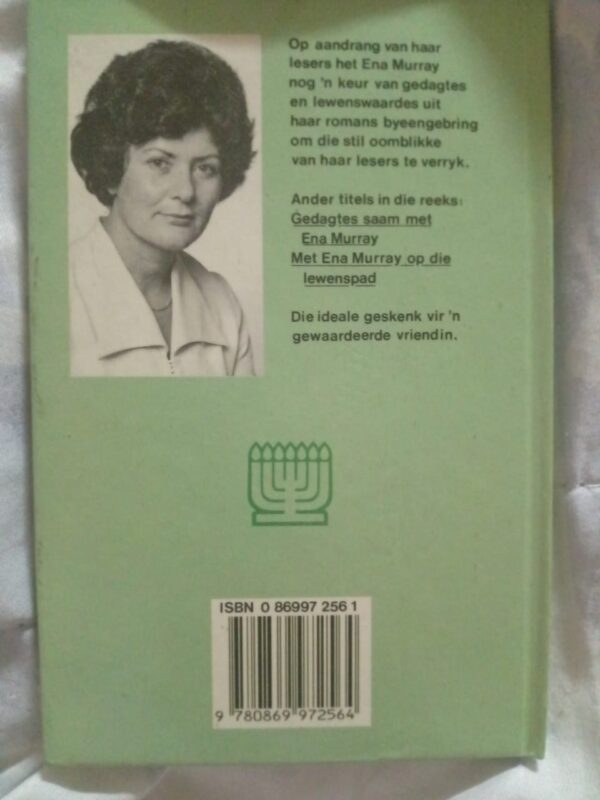 Op aandrang van haar
lesers het Ena Murray
nog 'n keur van gedagtes
en lewenswaardes uit
haar romans byeengebring
om die stil oomblikke
van haar lesers te verryk.
Ander titels in die reeks:
Gedagtes saam met
Ena Murray
Met Ena Murray op die
lewenspad
Die ideale geskenk vir 'n
gewaardeerde vriendin.
ISBN 0 86997 256 1
9 780869 972564